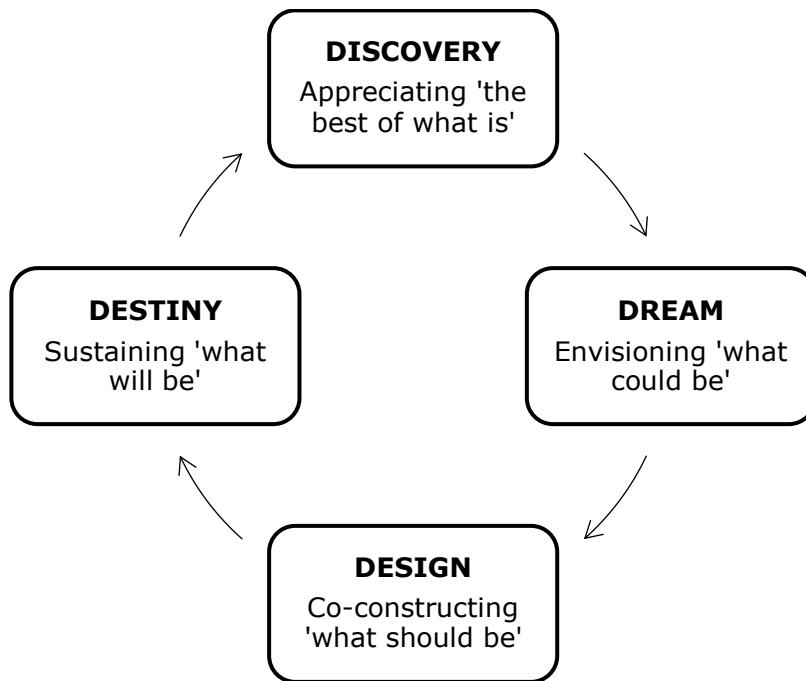 DISCOVERY
Appreciating 'the
best of what is'
DREAM
Envisioning 'what
could be'
DESIGN
Co-constructing
'what should be'
DESTINY
Sustaining 'what
will be'